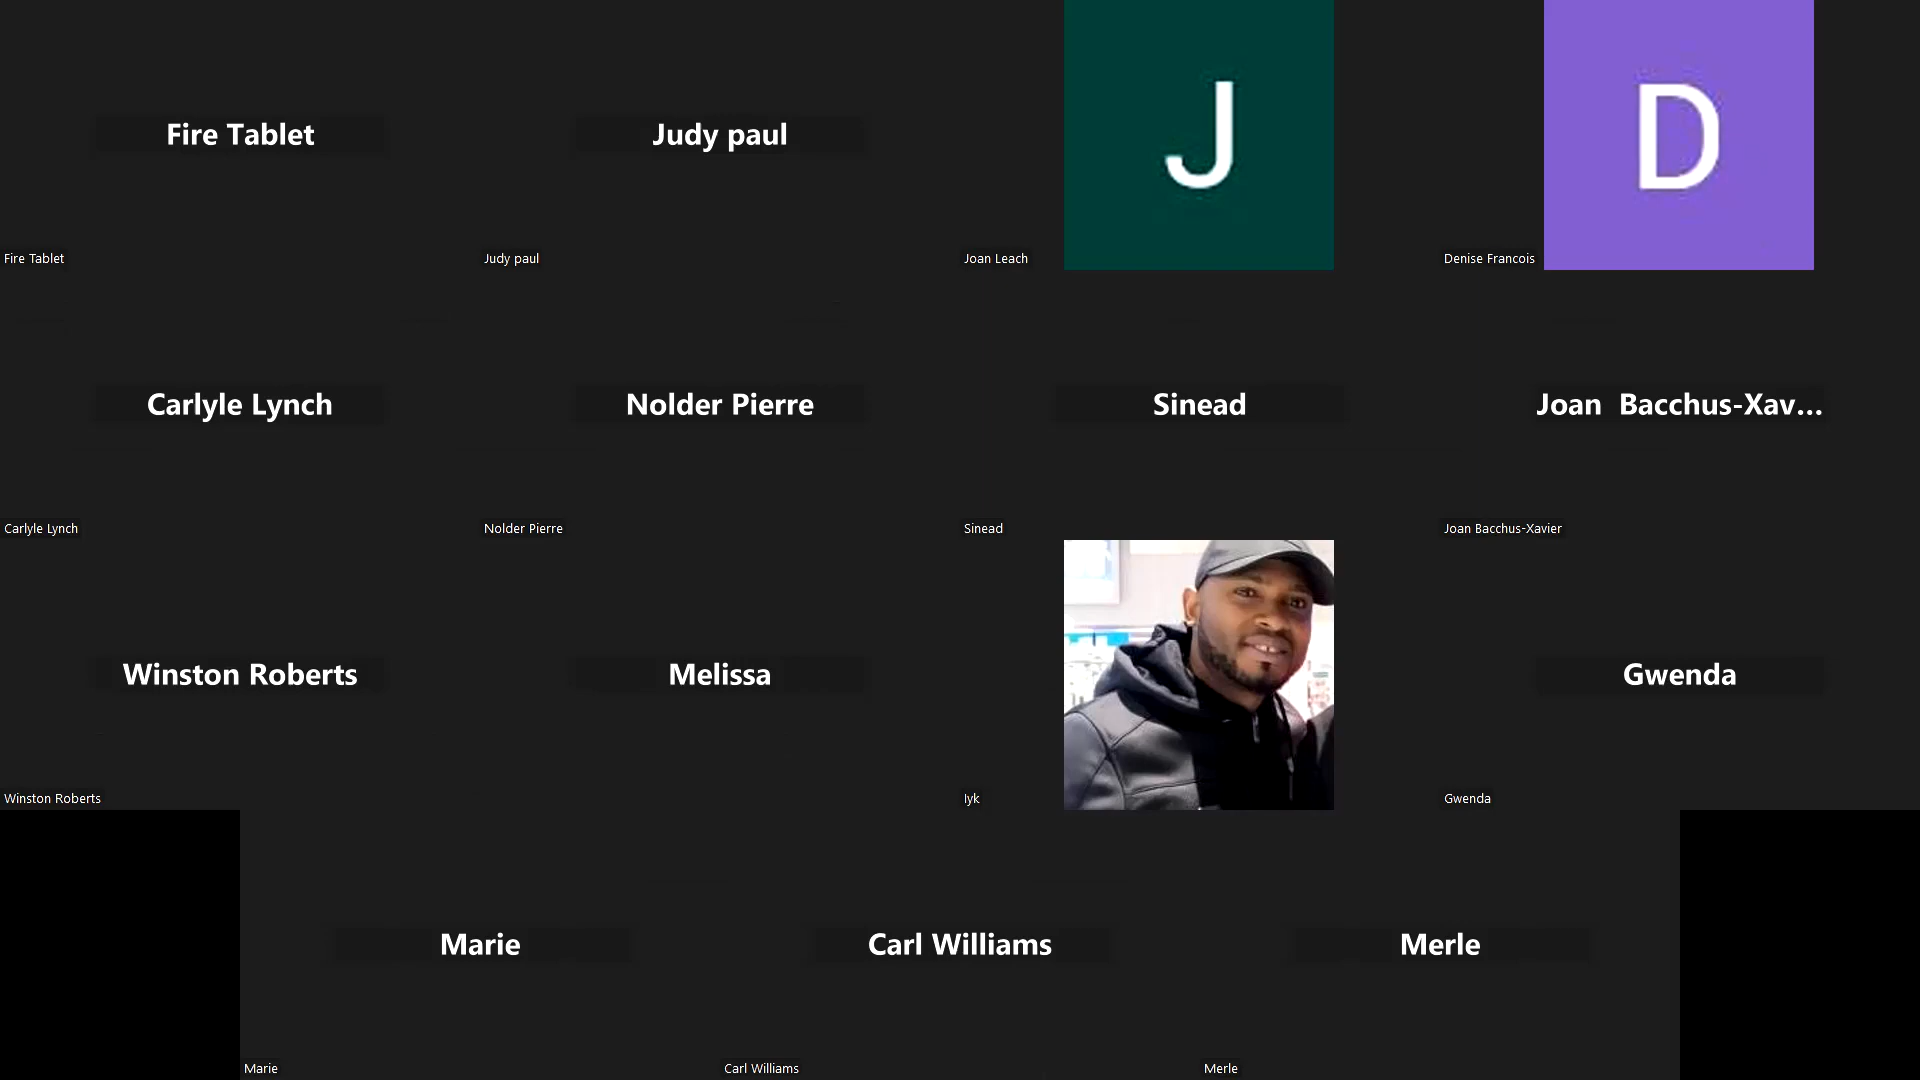 Fire Tablet
Fire Tablet
Judy paul
Judy paul
J
Joan Leach
D
Denise Francois
Carlyle Lynch
Carlyle Lynch
Nolder Pierre
Nolder Pierre
Sinead
Sinead
Joan  Bacchus-Xav...
Joan Bacchus-Xavier
Winston Roberts
Winston Roberts
Melissa
Iyk
Gwenda
Gwenda
Marie
Marie
Carl Williams
Carl Williams
Merle
Merle